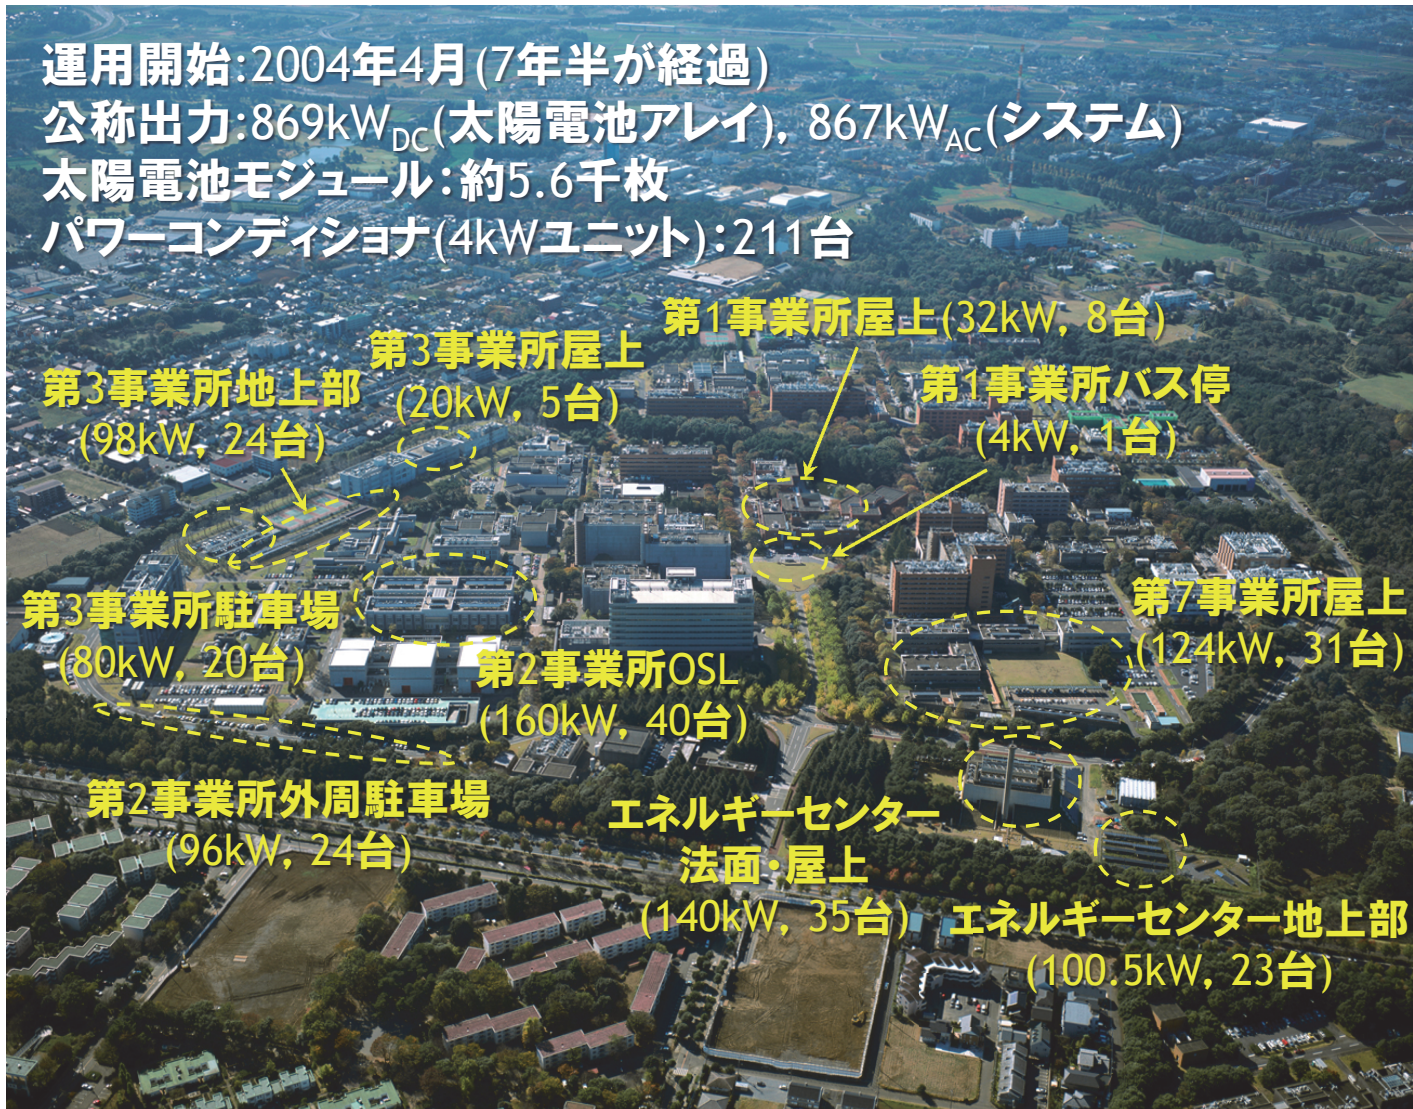 運用開始:2004年4月(7年半が経過)
公称出力:869kWDC(太陽電池アレイ), 867kWAC(システム)
太陽電池モジュール:約5.6千枚
パワーコンディショナ(4kWユニット):211台
第1事業所屋上(32kW, 8台)
第3事業所屋上
(20kW, 5台)
第3事業所地上部
(98kW, 24台)
第1事業所バス停
(4kW, 1台)
第3事業所駐車場
(80kW, 20台)
第7事業所屋上
(124kW, 31台)
第2事業所OSL
(160kW, 40台)
第2事業所外周駐車場
(96kW, 24台)
エネルギーセンター
法面・屋上
(140kW, 35台)
エネルギーセンター地上部
(100.5kW, 23台)